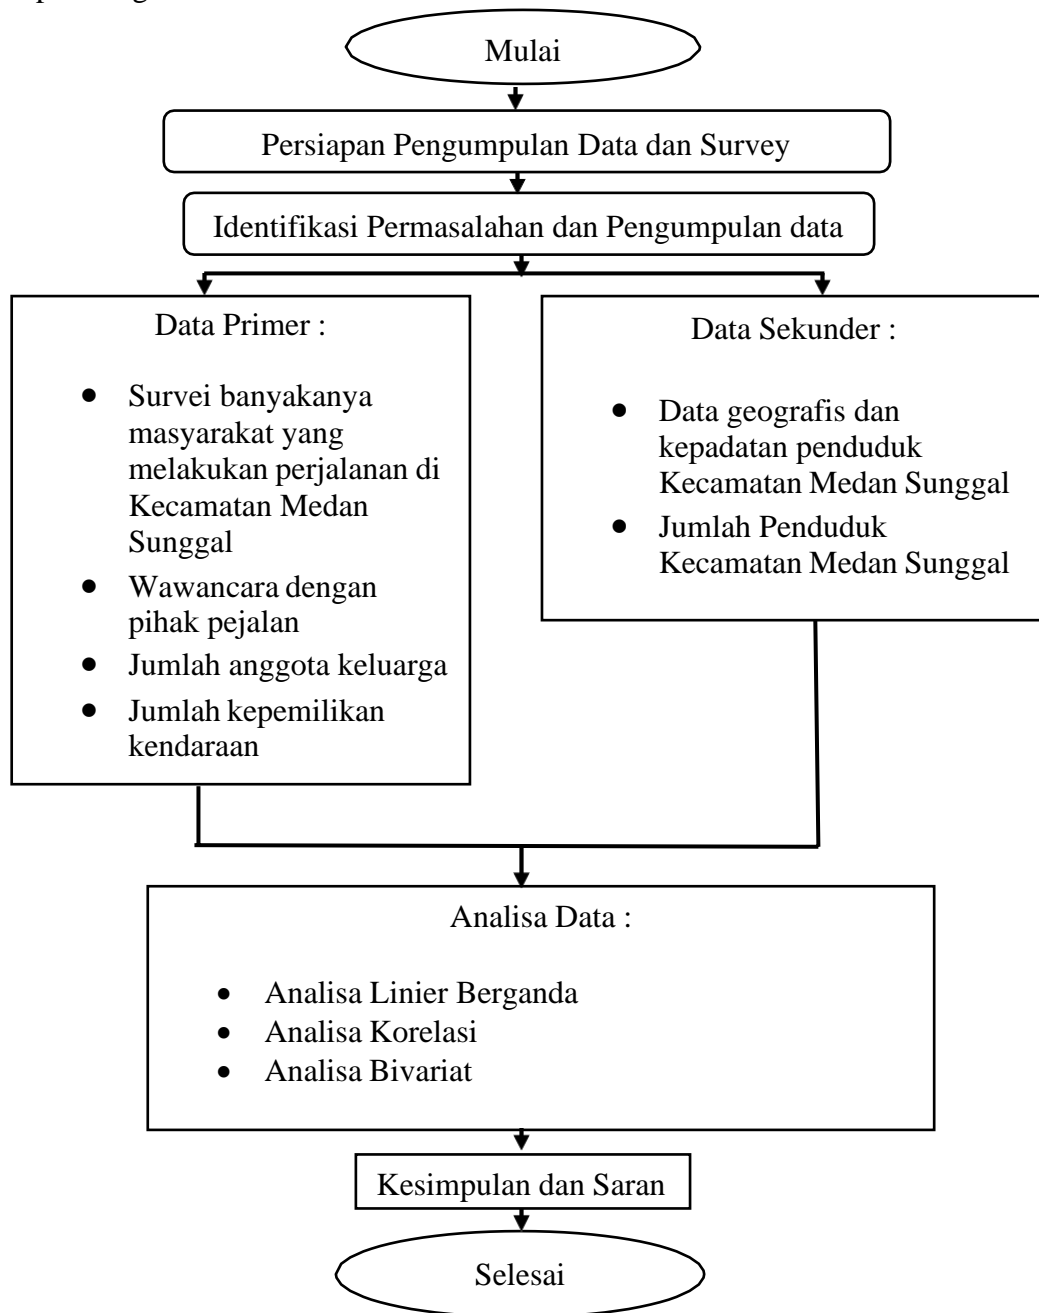 Mulai
Persiapan Pengumpulan Data dan Survey
Identifikasi Permasalahan dan Pengumpulan data
Data Primer :
• Survei banyakanya
masyarakat yang
melakukan perjalanan di
Kecamatan Medan
Sunggal
• Wawancara dengan
pihak pejalan
• Jumlah anggota keluarga
• Jumlah kepemilikan
kendaraan
Data Sekunder :
• Data geografis dan
kepadatan penduduk
Kecamatan Medan Sunggal
• Jumlah Penduduk
Kecamatan Medan Sunggal
Analisa Data :
• Analisa Linier Berganda
• Analisa Korelasi
• Analisa Bivariat
Kesimpulan dan Saran
Selesai